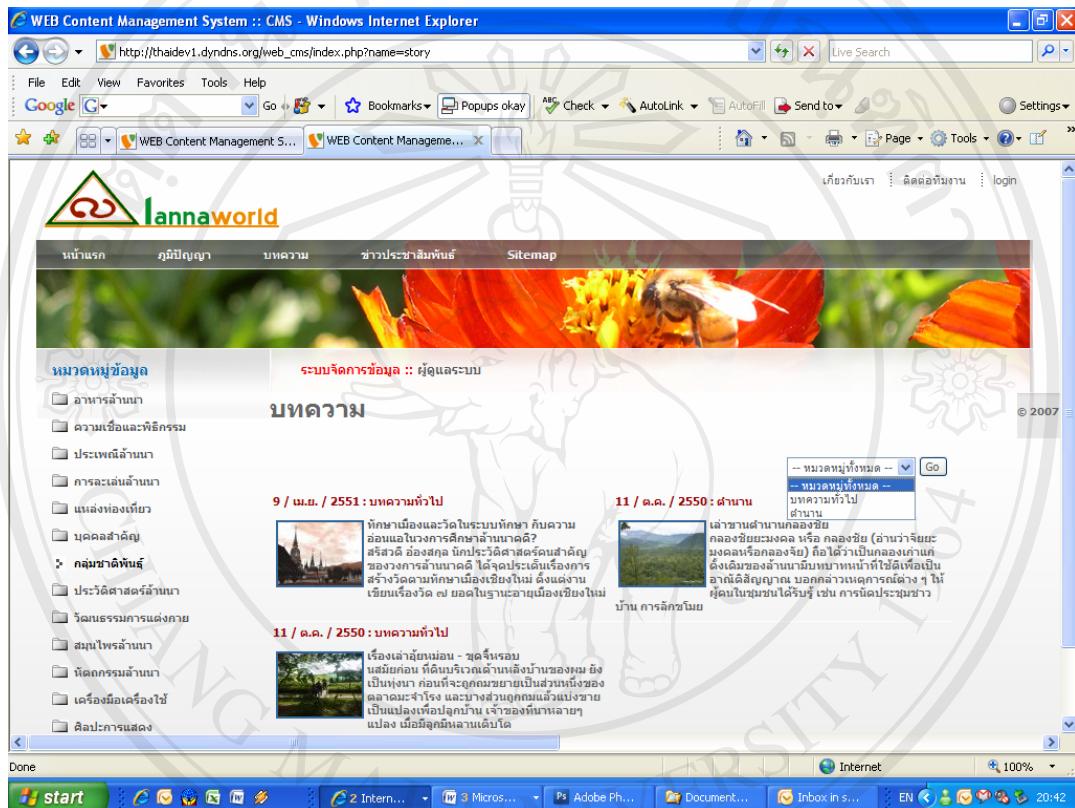 WEB Content Management System :: CMS - Windows Internet Explorer
http://thaidev1.dyndns.org/web_cms/index.php?name=story
Live Search
File Edit View Favorites Tools Help
Google G Go Bookmarks Popups okay Check AutoLink AutoFill Send to Settings
WEB Content Management S... WEB Content Manageme... X Page Tools
เกี่ยวกับเรา ติดต่อทีมงาน login
lannaworld
หน้าแรก ภูมิปัญญา บทความ ข่าวประชาสัมพันธ์ Sitemap
หมวดหมู่ข้อมูล
อาหารล้านนา
ความเชื่อและพิธีกรรม
ประเพณีล้านนา
การละเล่นล้านนา
แหล่งท่องเที่ยว
บุคคลสำคัญ
กลุ่มชาติพันธุ์
ประวัติศาสตร์ล้านนา
วัฒนธรรมการแต่งกาย
สมุนไพรล้านนา
หัตถกรรมล้านนา
เครื่องมือเครื่องใช้
ศิลปะการแสดง
ระบบจัดการข้อมูล :: ผู้ดูแลระบบ
บทความ
© 2007
-- หมวดหมู่ทั้งหมด -- Go
-- หมวดหมู่ทั้งหมด --
บทความทั่วไป
ตำนาน
9 / เม.ย. / 2551 : บทความทั่วไป
ทักษาเมืองและวัดในระบบทักษา กับความ
อ่อนแอในวงการศึกษาล้านนาคดี?
สรัสวดี อ๋องสกุล นักประวัติศาสตร์คนสำคัญ
ของวงการล้านนาคดี ได้จุดประเด็นเรื่องการ
สร้างวัดตามทักษาเมืองเชียงใหม่ ตั้งแต่งาน
เขียนเรื่องวัด ๗ ยอดในฐานะอายุเมืองเชียงใหม่
11 / ต.ค. / 2550 : ตำนาน
เล่าขานตำนานกลองชัย
กลองชัยยะมงคล หรือ กลองชัย (อ่านว่าจัยยะ
มงคลหรือกลองจัย) ถือได้ว่าเป็นกลองเก่าแก่
ดั้งเดิมของล้านนามีบทบาทหน้าที่ใช้ตีเพื่อเป็น
อาณัติสัญญาณ บอกกล่าวเหตุการณ์ต่าง ๆ ให้
ผู้คนในชุมชนได้รับรู้ เช่น การนัดประชุมชาว
บ้าน การลักขโมย
11 / ต.ค. / 2550 : บทความทั่วไป
เรื่องเล่าอุ้ยหม่อน - ขุดจิ้นรอบ
นสมัยก่อน ที่ดินบริเวณด้านหลังบ้านของผม ยัง
เป็นทุ่งนา ก่อนที่จะถูกถมขยายเป็นส่วนหนึ่งของ
ตลาดมะจำโรง และบางส่วนถูกถมแล้วแบ่งขาย
เป็นแปลงเพื่อปลูกบ้าน เจ้าของที่นาหลายๆ
แปลง เมื่อมีลูกมีหลานเติบโต
Done Internet 100%
start 2 Intern... 3 Micros... Adobe Ph... Document... Inbox in s... EN 20:42